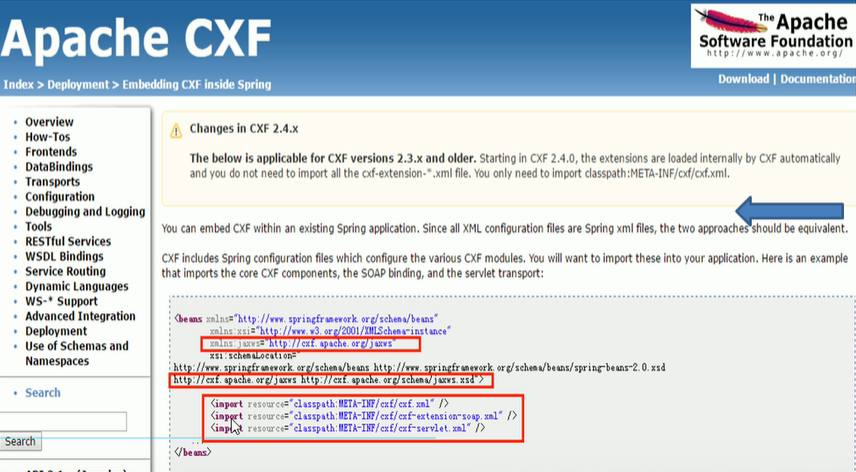 Apache CXF
The Apache
Software Foundation
http://www.apache.org/
Index > Deployment > Embedding CXF inside Spring
Download | Documentation
Overview
How-Tos
Frontends
DataBindings
Transports
Configuration
Debugging and Logging
Tools
RESTful Services
WSDL Bindings
Service Routing
Dynamic Languages
WS-* Support
Advanced Integration
Deployment
Use of Schemas and
Namespaces
Search
Search
Changes in CXF 2.4.x
The below is applicable for CXF versions 2.3.x and older. Starting in CXF 2.4.0, the extensions are loaded internally by CXF automatically
and you do not need to import all the cxf-extension-*.xml file. You only need to import classpath:META-INF/cxf/cxf.xml.
You can embed CXF within an existing Spring application. Since all XML configuration files are Spring xml files, the two approaches should be equivalent.
CXF includes Spring configuration files which configure the various CXF modules. You will want to import these into your application. Here is an example
that imports the core CXF components, the SOAP binding, and the servlet transport:
<beans xmlns="http://www.springframework.org/schema/beans"
xmlns:xsi="http://www.w3.org/2001/XMLSchema-instance"
xmlns:jaxws="http://cxf.apache.org/jaxws"
xsi:schemaLocation="
http://www.springframework.org/schema/beans http://www.springframework.org/schema/beans/spring-beans-2.0.xsd
http://cxf.apache.org/jaxws http://cxf.apache.org/schema/jaxws.xsd">
<import resource="classpath:META-INF/cxf/cxf.xml" />
<import resource="classpath:META-INF/cxf/cxf-extension-soap.xml" />
<import resource="classpath:META-INF/cxf/cxf-servlet.xml" />
...
</beans>